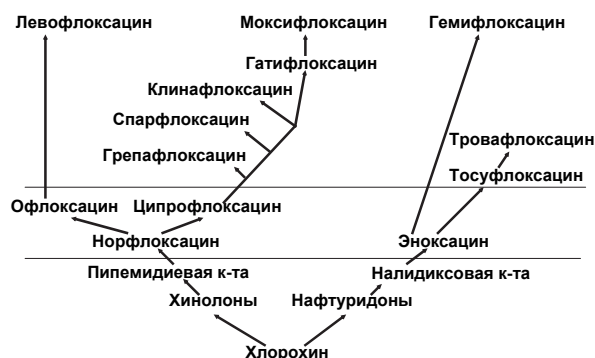 Левофлоксацин Моксифлоксацин Гемифлоксацин
Гатифлоксацин
Клинафлоксацин
Спарфлоксацин
Тровафлоксацин
Грепафлоксацин
Тосуфлоксацин
Офлоксацин Ципрофлоксацин
Норфлоксацин Эноксацин
Пипемидиевая к-та Налидиксовая к-та
Хинолоны Нафтуридоны
Хлорохин